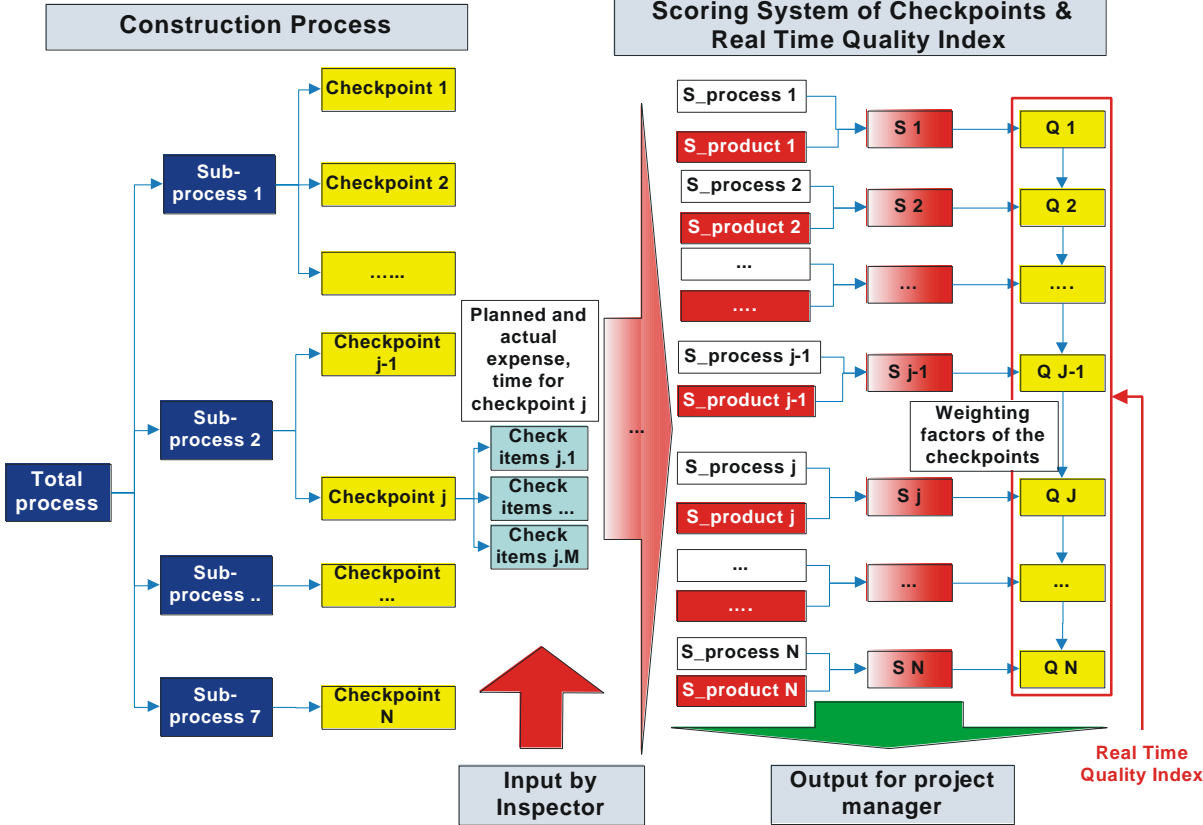 Construction Process
Scoring System of Checkpoints &
Real Time Quality Index
Total
process
Sub-
process 1
Sub-
process 2
Sub-
process ..
Sub-
process 7
Checkpoint 1
Checkpoint 2
…...
Checkpoint
j-1
Checkpoint j
Checkpoint
...
Checkpoint
N
Planned and
actual
expense,
time for
checkpoint j
Check
items j.1
Check
items ...
Check
items j.M
...
S_process 1
S_product 1
S 1
Q 1
S_process 2
S_product 2
S 2
Q 2
...
....
...
....
S_process j-1
S_product j-1
S j-1
Q J-1
Weighting
factors of the
checkpoints
S_process j
S_product j
S j
Q J
...
....
...
...
S_process N
S_product N
S N
Q N
Input by
Inspector
Output for project
manager
Real Time
Quality Index